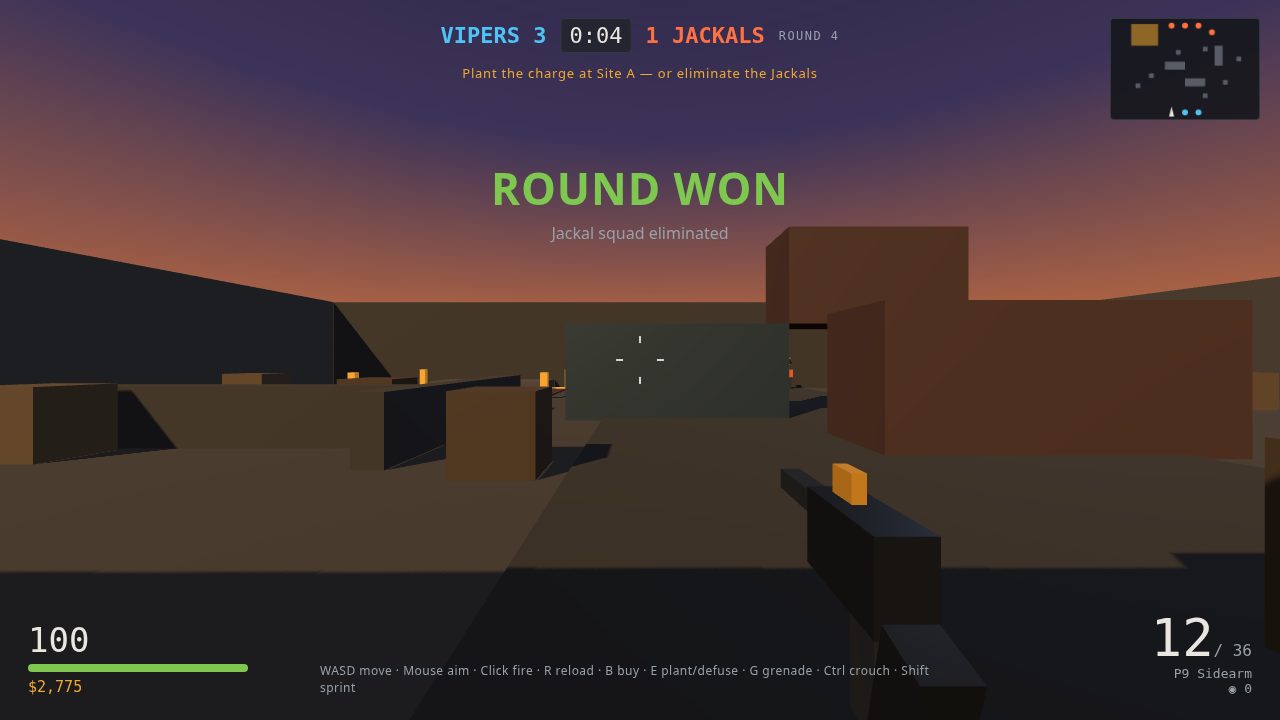 VIPERS 3 0:04 1 JACKALS ROUND 4
Plant the charge at Site A — or eliminate the Jackals
ROUND WON
Jackal squad eliminated
100
$2,775
WASD move · Mouse aim · Click fire · R reload · B buy · E plant/defuse · G grenade · Ctrl crouch · Shift
sprint
12 / 36
P9 Sidearm
◉ 0